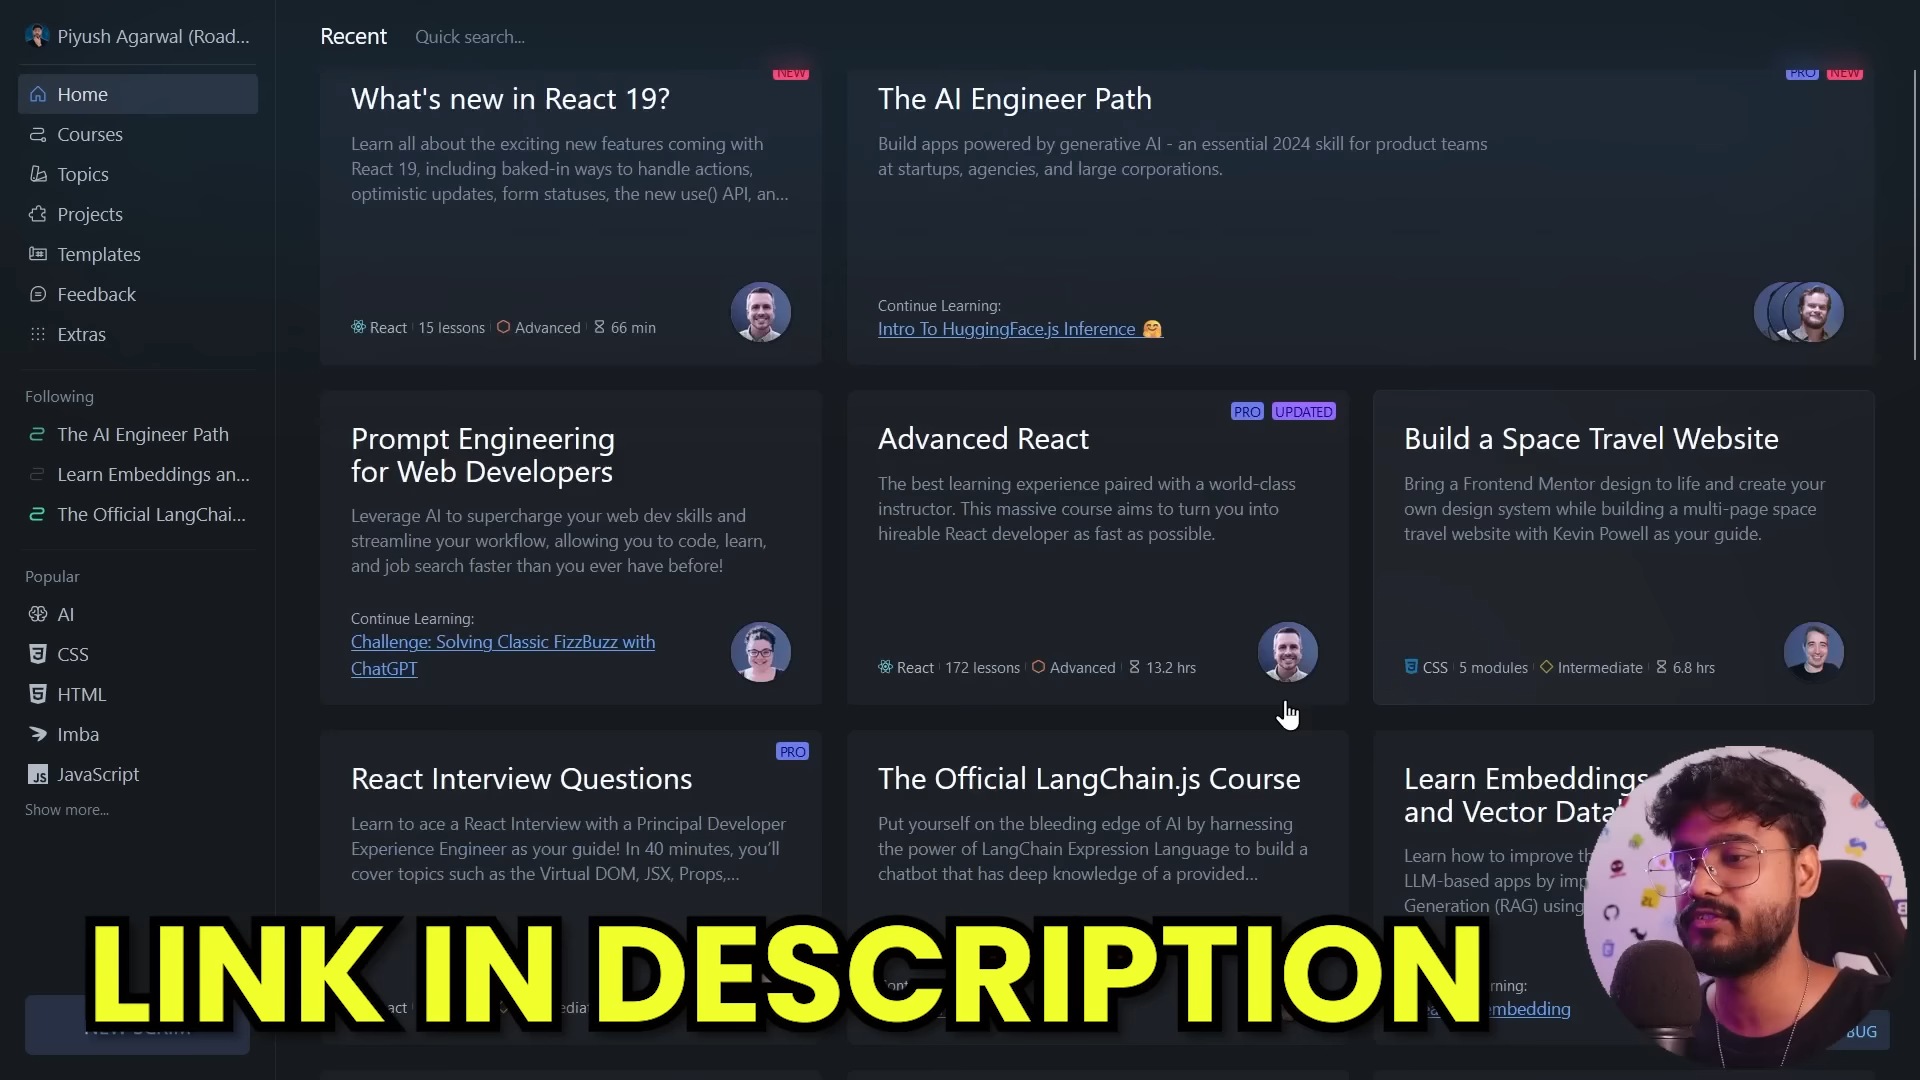 Piyush Agarwal (Road...
Home
Courses
Topics
Projects
Templates
Feedback
Extras
Following
The AI Engineer Path
Learn Embeddings an...
The Official LangChai...
Popular
AI
CSS
HTML
Imba
JavaScript
Show more...
Recent
Quick search...
NEW
What's new in React 19?
Learn all about the exciting new features coming with
React 19, including baked-in ways to handle actions,
optimistic updates, form statuses, the new use() API, an...
React 15 lessons Advanced 66 min
PRO NEW
The AI Engineer Path
Build apps powered by generative AI - an essential 2024 skill for product teams
at startups, agencies, and large corporations.
Continue Learning:
Intro To HuggingFace.js Inference 🤗
Prompt Engineering
for Web Developers
Leverage AI to supercharge your web dev skills and
streamline your workflow, allowing you to code, learn,
and job search faster than you ever have before!
Continue Learning:
Challenge: Solving Classic FizzBuzz with
ChatGPT
PRO UPDATED
Advanced React
The best learning experience paired with a world-class
instructor. This massive course aims to turn you into
hireable React developer as fast as possible.
React 172 lessons Advanced 13.2 hrs
Build a Space Travel Website
Bring a Frontend Mentor design to life and create your
own design system while building a multi-page space
travel website with Kevin Powell as your guide.
CSS 5 modules Intermediate 6.8 hrs
PRO
React Interview Questions
Learn to ace a React Interview with a Principal Developer
Experience Engineer as your guide! In 40 minutes, you'll
cover topics such as the Virtual DOM, JSX, Props,...
The Official LangChain.js Course
Put yourself on the bleeding edge of AI by harnessing
the power of LangChain Expression Language to build a
chatbot that has deep knowledge of a provided...
Learn Embeddings
and Vector Data
Learn how to improve
LLM-based apps by
Generation (RAG) using
embedding
BUG
LINK IN DESCRIPTION